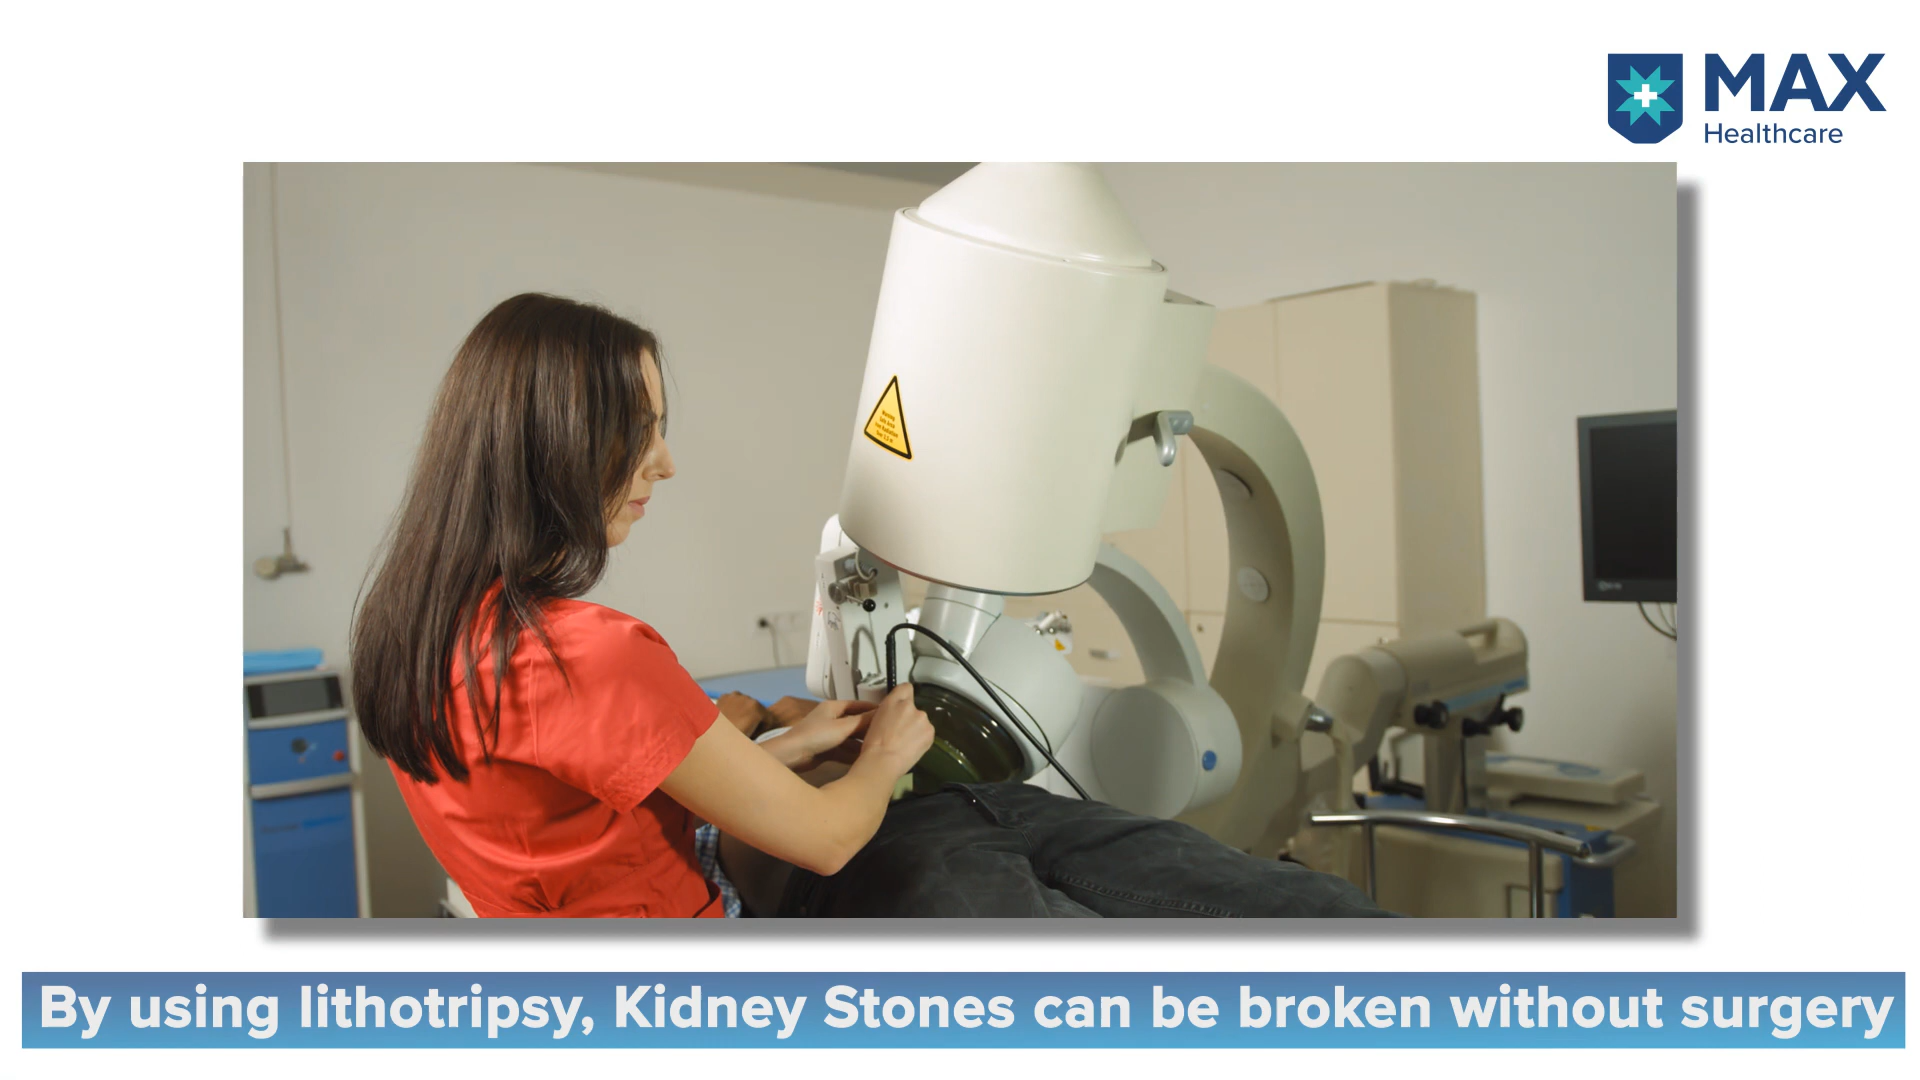 MAX
Healthcare
By using lithotripsy, Kidney Stones can be broken without surgery